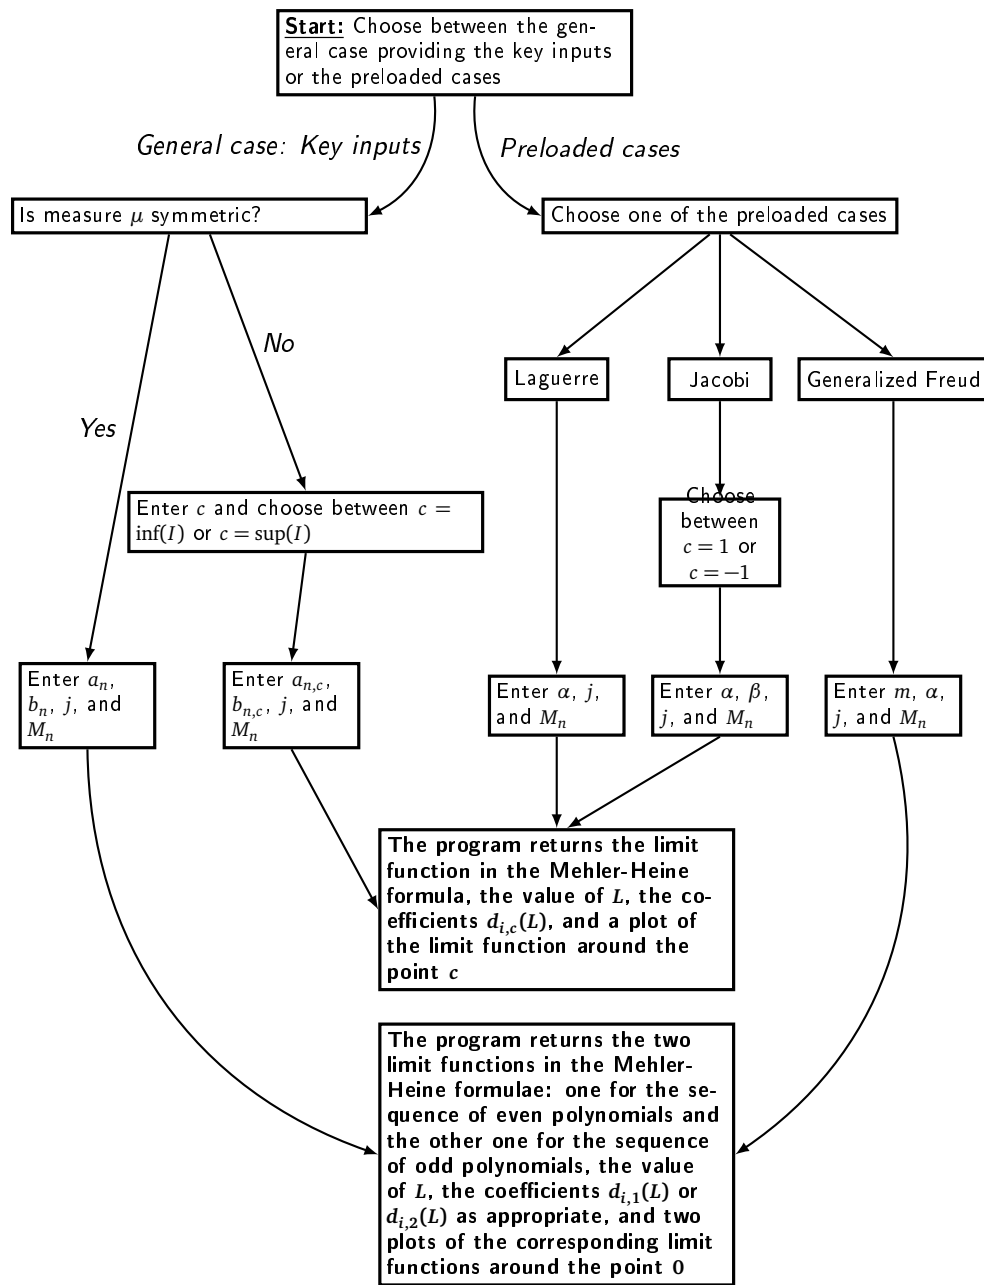 Start: Choose between the gen-
eral case providing the key inputs
or the preloaded cases
General case: Key inputs
Preloaded cases
Is measure μ symmetric?
Choose one of the preloaded cases
No
Yes
Laguerre
Jacobi
Generalized Freud
Enter c and choose between c =
inf(I) or c = sup(I)
Choose
between
c = 1 or
c = −1
Enter aₙ,
bₙ, j, and
Mₙ
Enter a_{n,c},
b_{n,c}, j, and
Mₙ
Enter α, j,
and Mₙ
Enter α, β,
j, and Mₙ
Enter m, α,
j, and Mₙ
The program returns the limit
function in the Mehler-Heine
formula, the value of L, the co-
efficients d_{i,c}(L), and a plot of
the limit function around the
point c
The program returns the two
limit functions in the Mehler-
Heine formulae: one for the se-
quence of even polynomials and
the other one for the sequence
of odd polynomials, the value
of L, the coefficients d_{i,1}(L) or
d_{i,2}(L) as appropriate, and two
plots of the corresponding limit
functions around the point 0